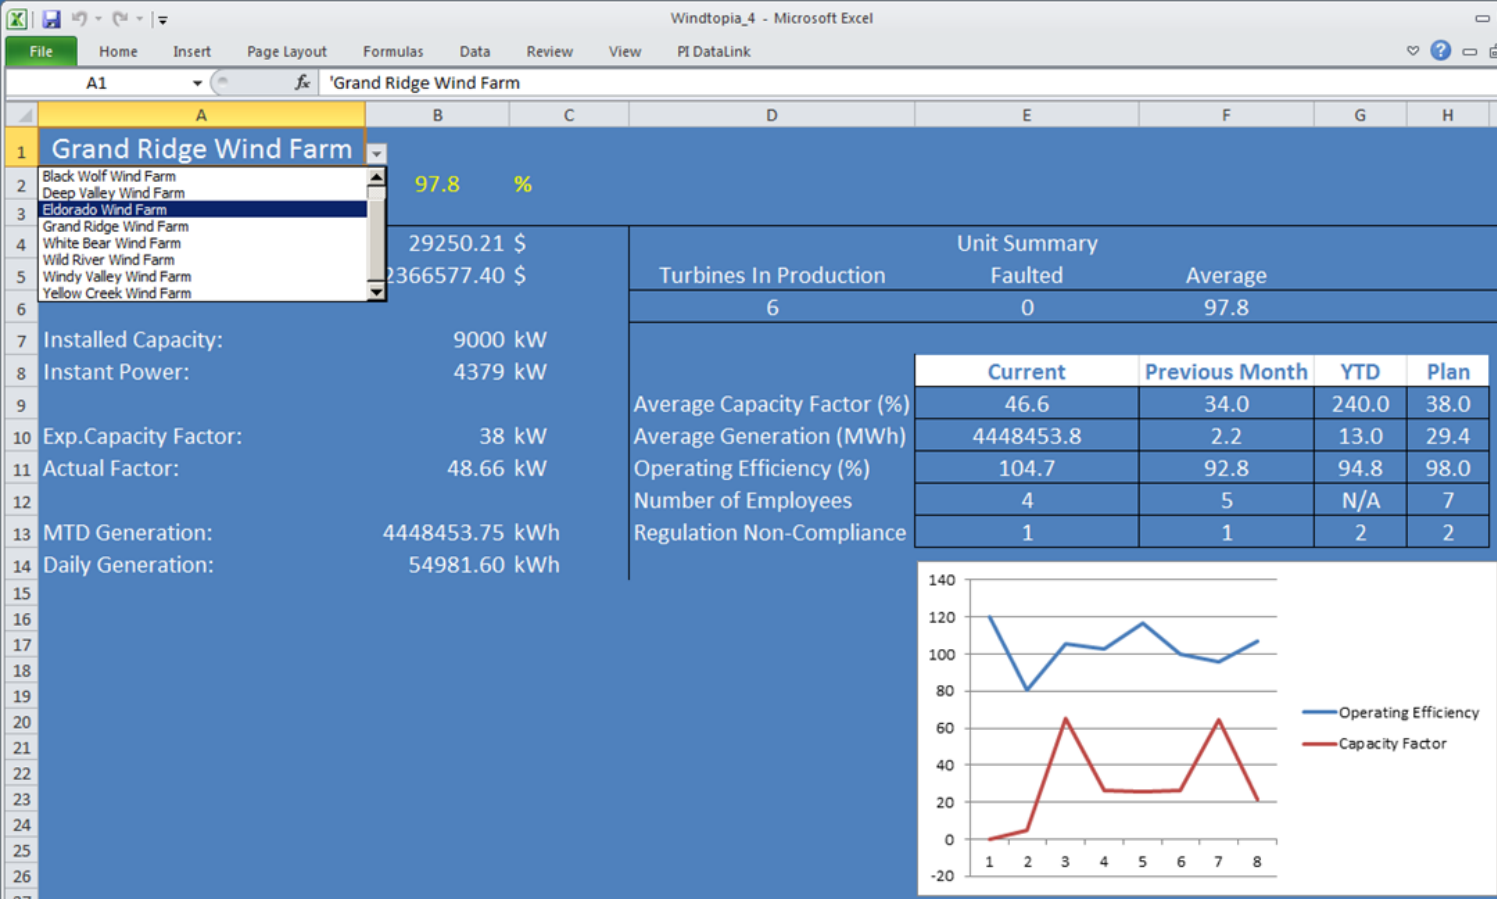 Windtopia_4 - Microsoft Excel
File Home Insert Page Layout Formulas Data Review View PI DataLink
A1 fx 'Grand Ridge Wind Farm
A B C D E F G H
1 Grand Ridge Wind Farm
Black Wolf Wind Farm
Deep Valley Wind Farm
Eldorado Wind Farm
Grand Ridge Wind Farm
White Bear Wind Farm
Wild River Wind Farm
Windy Valley Wind Farm
Yellow Creek Wind Farm
2 97.8 %
3
4 29250.21 $ Unit Summary
5 2366577.40 $ Turbines In Production Faulted Average
6 6 0 97.8
7 Installed Capacity: 9000 kW
8 Instant Power: 4379 kW Current Previous Month YTD Plan
9 Average Capacity Factor (%) 46.6 34.0 240.0 38.0
10 Exp.Capacity Factor: 38 kW Average Generation (MWh) 4448453.8 2.2 13.0 29.4
11 Actual Factor: 48.66 kW Operating Efficiency (%) 104.7 92.8 94.8 98.0
12 Number of Employees 4 5 N/A 7
13 MTD Generation: 4448453.75 kWh Regulation Non-Compliance 1 1 2 2
14 Daily Generation: 54981.60 kWh
15
16
17
18
19
20
21
22
23
24
25
26
140
120
100
80
60
40
20
0
-20
1 2 3 4 5 6 7 8
Operating Efficiency
Capacity Factor